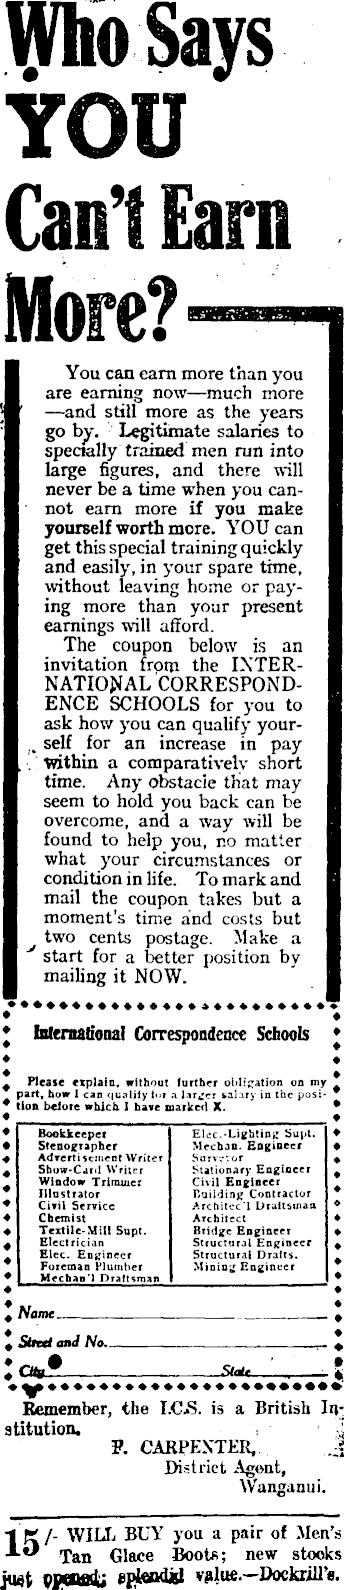 Who Says
YOU
Can't Earn
More?
You can earn more than you
are earning now—much more
—and still more as the years
go by. Legitimate salaries to
specially trained men run into
large figures, and there will
never be a time when you can-
not earn more if you make
yourself worth more. YOU can
get this special training quickly
and easily, in your spare time,
without leaving home or pay-
ing more than your present
earnings will afford.
The coupon below is an
invitation from the INTER-
NATIONAL CORRESPOND-
ENCE SCHOOLS for you to
ask how you can qualify your-
self for an increase in pay
within a comparatively short
time. Any obstacle that may
seem to hold you back can be
overcome, and a way will be
found to help you, no matter
what your circumstances or
condition in life. To mark and
mail the coupon takes but a
moment's time and costs but
two cents postage. Make a
start for a better position by
mailing it NOW.
International Correspondence Schools
Please explain, without further obligation on my
part, how I can qualify for a larger salary in the posi-
tion before which I have marked X.
Bookkeeper
Stenographer
Advertisement Writer
Show-Card Writer
Window Trimmer
Illustrator
Civil Service
Chemist
Textile-Mill Supt.
Electrician
Elec. Engineer
Foreman Plumber
Mechan'l Draftsman
Elec.-Lighting Supt.
Mechan. Engineer
Surveyor
Stationary Engineer
Civil Engineer
Building Contractor
Architec'l Draftsman
Architect
Bridge Engineer
Structural Engineer
Structural Drafts.
Mining Engineer
Name
Street and No.
City State
Remember, the I.C.S. is a British In-
stitution.
F. CARPENTER,
District Agent,
Wanganui.
15/- WILL BUY you a pair of Men's
Tan Glace Boots; new stocks
just opened; splendid value.—Dockrill's.